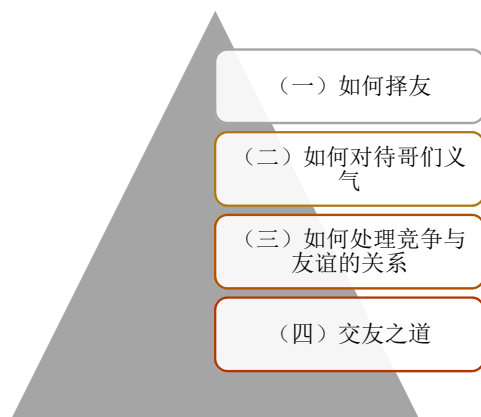 （一）如何择友
（二）如何对待哥们义
气
（三）如何处理竞争与
友谊的关系
（四）交友之道